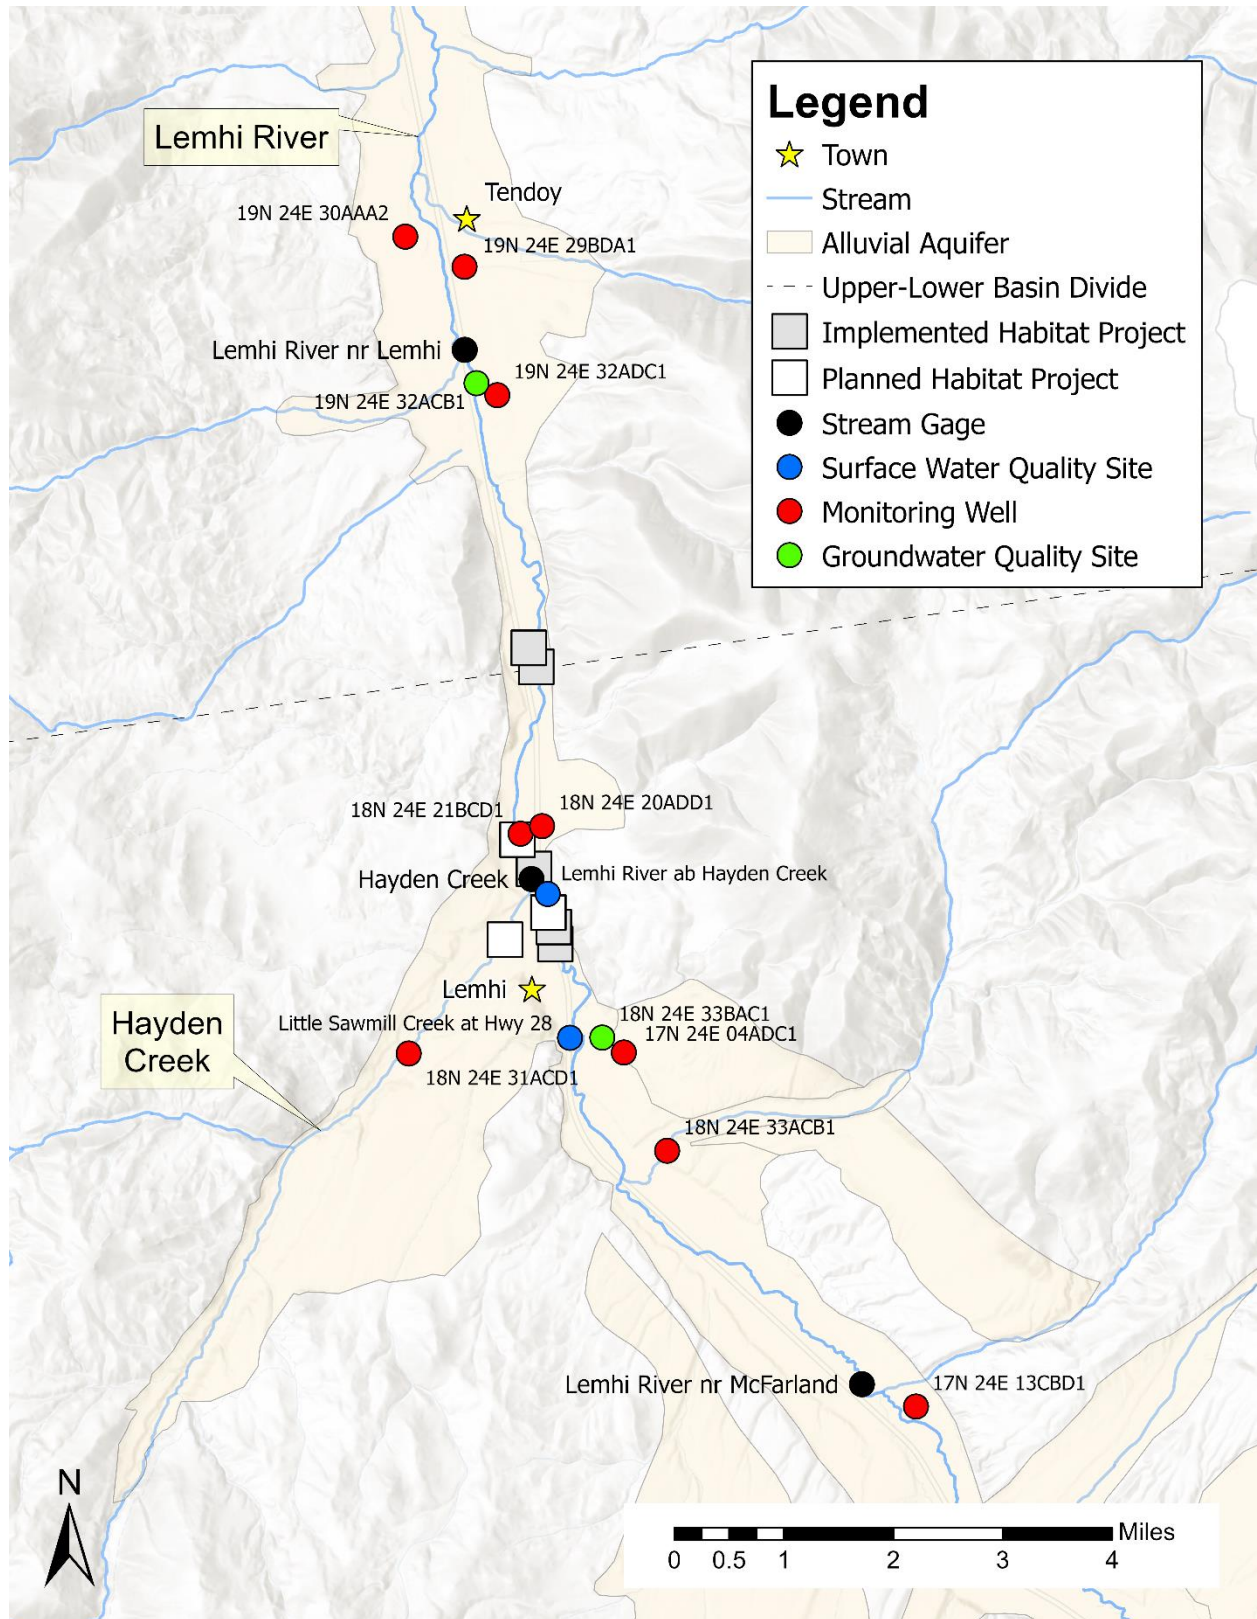 Legend
Town
Stream
Alluvial Aquifer
Upper-Lower Basin Divide
Implemented Habitat Project
Planned Habitat Project
Stream Gage
Surface Water Quality Site
Monitoring Well
Groundwater Quality Site
Lemhi River
Tendoy
19N 24E 30AAA2
19N 24E 29BDA1
Lemhi River nr Lemhi
19N 24E 32ADC1
19N 24E 32ACB1
18N 24E 20ADD1
18N 24E 21BCD1
Lemhi River ab Hayden Creek
Hayden Creek
Lemhi
18N 24E 33BAC1
Little Sawmill Creek at Hwy 28
17N 24E 04ADC1
Hayden
Creek
18N 24E 31ACD1
18N 24E 33ACB1
Lemhi River nr McFarland
17N 24E 13CBD1
N
Miles
0 0.5 1 2 3 4